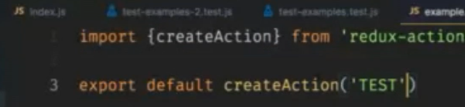 index.js test-examples-2.test.js test-examples.test.js JS example
import {createAction} from 'redux-action
3 export default createAction('TEST')